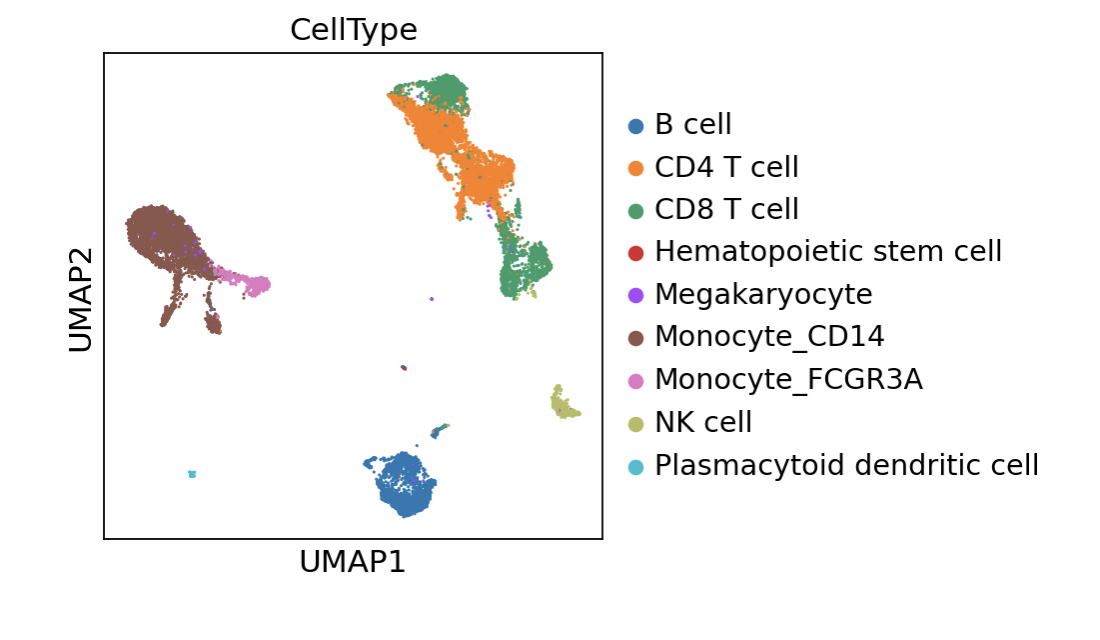 CellType
UMAP2
UMAP1
B cell
CD4 T cell
CD8 T cell
Hematopoietic stem cell
Megakaryocyte
Monocyte_CD14
Monocyte_FCGR3A
NK cell
Plasmacytoid dendritic cell